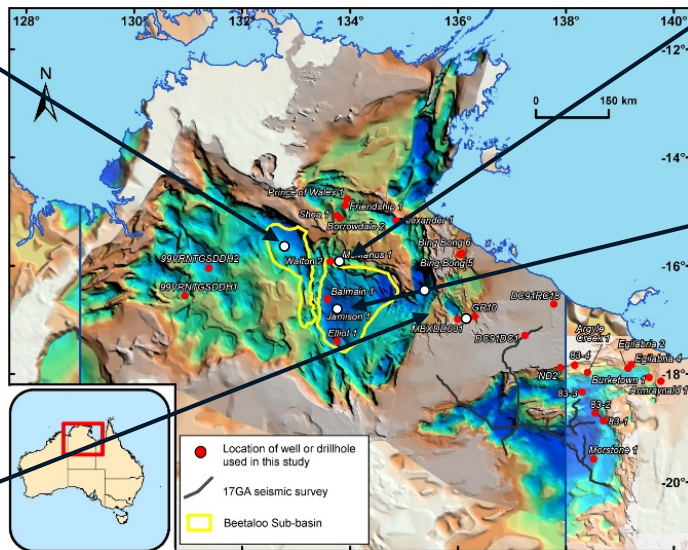 130°
132°
134°
136°
138°
140°
-12°
N
0
150 km
-14°
Prince of Wales 1
Friendship 1
Shea 1
Borrowdale 2
Alexander 1
Bing Bong 6
Walton 2
McManus 1
-16°
99VRNTGSDDH2
Bing Bong 5
99VRNTGSDDH1
Balmain 1
DC91RC18
Jamison 1
GR10
MBXDD001
Elliot 1
DC91DC1
Argyle
Creek 1
Egilabria 2
83-4
Egilabria 4
ND2
Burketown 1
-18°
83-3
Armraynald 1
83-2
83-1
Morstone 1
-20°
Location of well or drillhole
used in this study
17GA seismic survey
Beetaloo Sub-basin